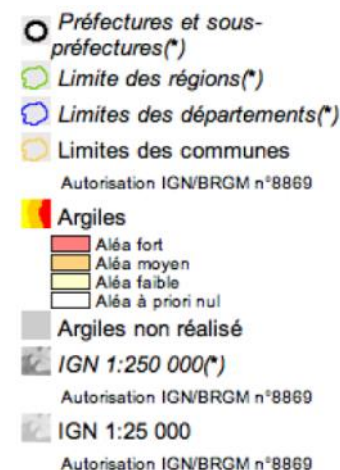 Préfectures et sous-
préfectures(*)
Limite des régions(*)
Limites des départements(*)
Limites des communes
Autorisation IGN/BRGM n°8869
Argiles
Aléa fort
Aléa moyen
Aléa faible
Aléa à priori nul
Argiles non réalisé
IGN 1:250 000(*)
Autorisation IGN/BRGM n°8869
IGN 1:25 000
Autorisation IGN/BRGM n°8869